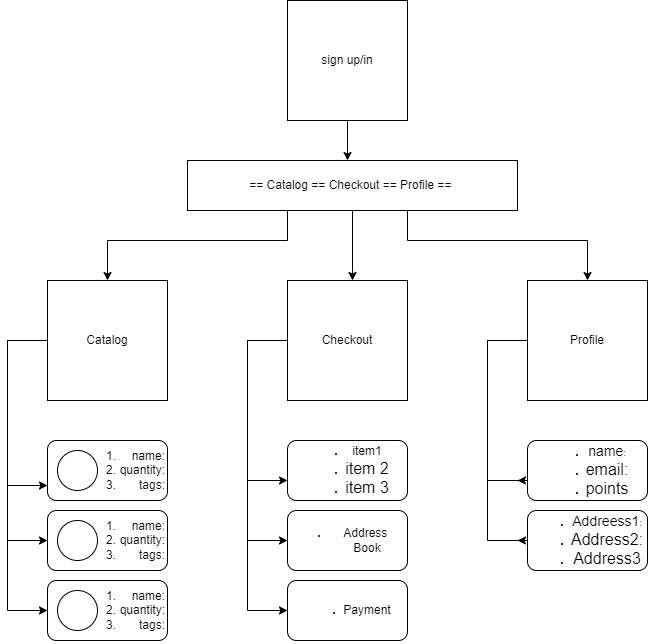 sign up/in
== Catalog == Checkout == Profile ==
Catalog
Checkout
Profile
1. name:
2. quantity:
3. tags:
1. name:
2. quantity:
3. tags:
1. name:
2. quantity:
3. tags:
. item1
. item 2
. item 3
. Address
Book
. Payment
. name:
. email:
. points
. Addreess1:
. Address2:
. Address3